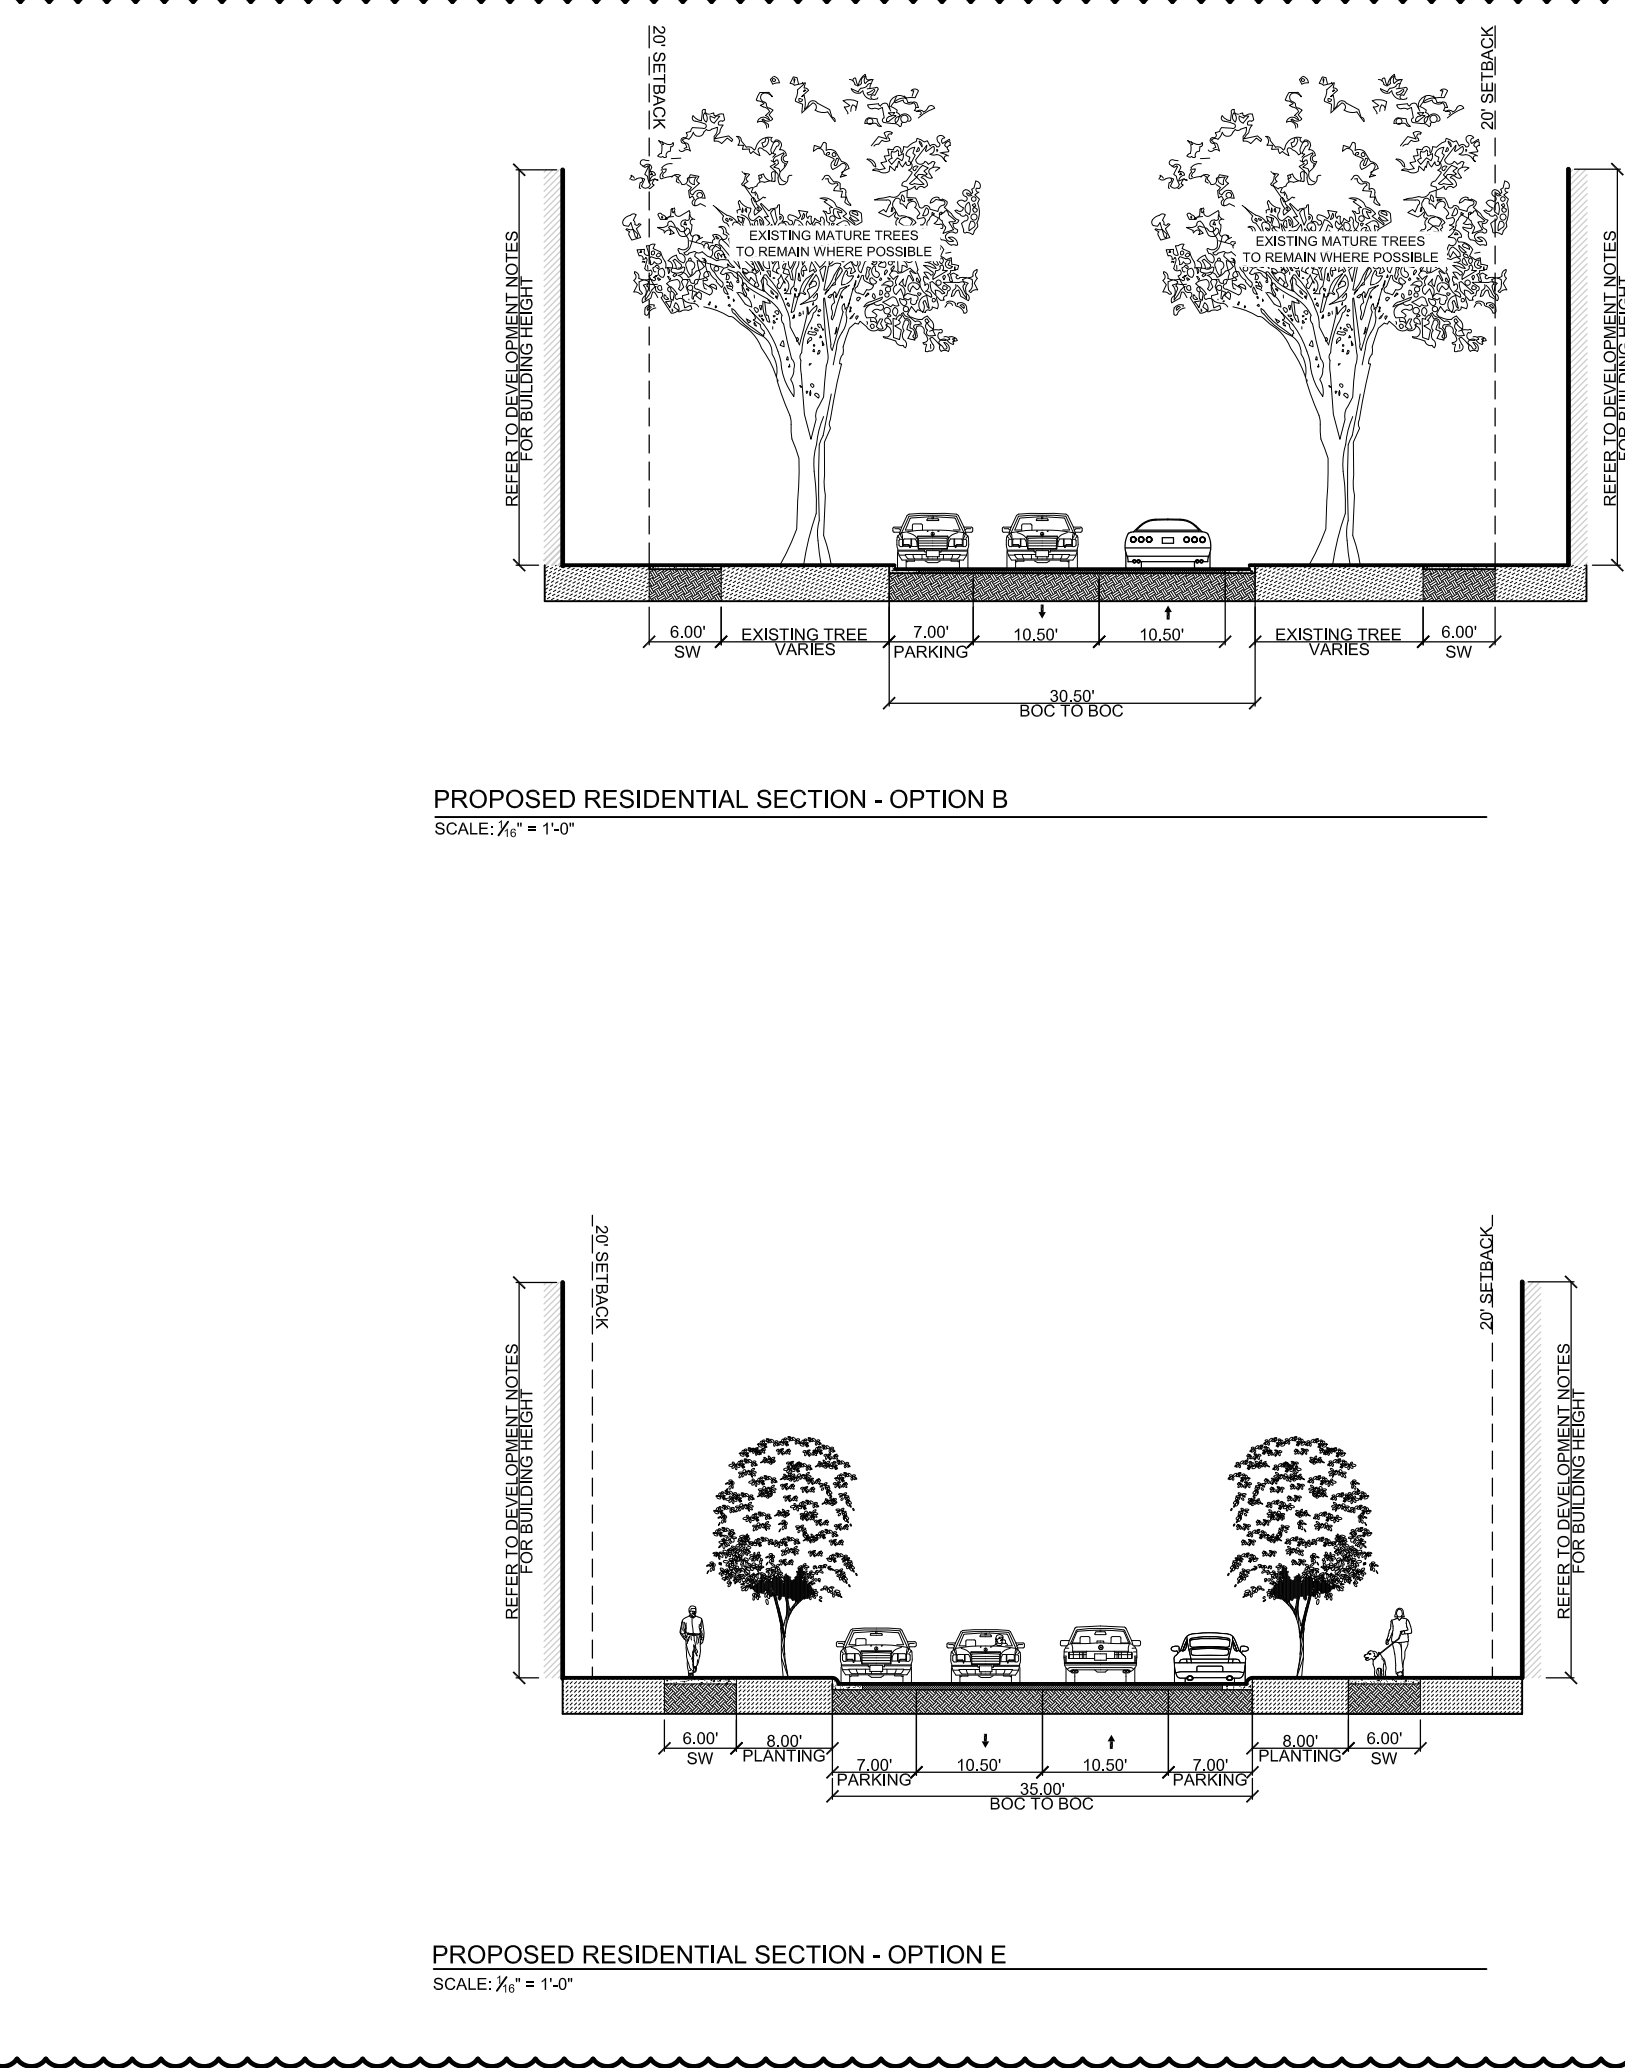 20' SETBACK
20' SETBACK
EXISTING MATURE TREES
TO REMAIN WHERE POSSIBLE
EXISTING MATURE TREES
TO REMAIN WHERE POSSIBLE
REFER TO DEVELOPMENT NOTES
FOR BUILDING HEIGHT
REFER TO DEVELOPMENT NOTES
FOR BUILDING HEIGHT
6.00'
SW
EXISTING TREE
VARIES
7.00'
PARKING
10.50'
10.50'
EXISTING TREE
VARIES
6.00'
SW
30.50'
BOC TO BOC
PROPOSED RESIDENTIAL SECTION - OPTION B
SCALE: 1/16" = 1'-0"
20' SETBACK
20' SETBACK
REFER TO DEVELOPMENT NOTES
FOR BUILDING HEIGHT
REFER TO DEVELOPMENT NOTES
FOR BUILDING HEIGHT
6.00'
SW
8.00'
PLANTING
7.00'
PARKING
10.50'
10.50'
7.00'
PARKING
8.00'
PLANTING
6.00'
SW
35.00'
BOC TO BOC
PROPOSED RESIDENTIAL SECTION - OPTION E
SCALE: 1/16" = 1'-0"